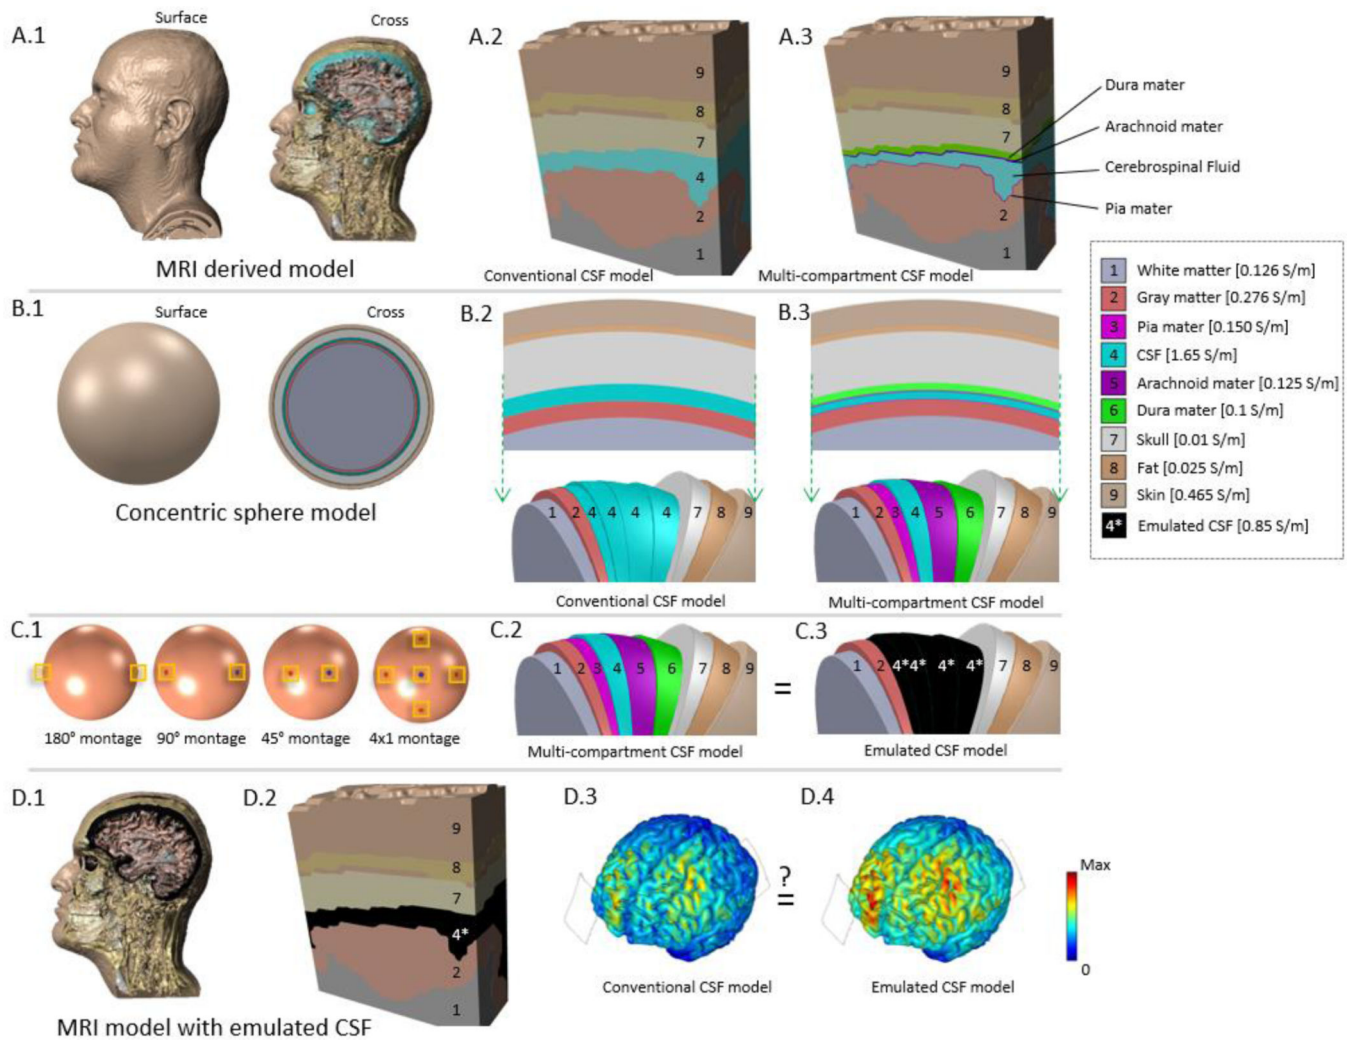 A.1
Surface
Cross
MRI derived model
A.2
9
8
7
4
2
1
Conventional CSF model
A.3
9
8
7
2
1
Multi-compartment CSF model
Dura mater
Arachnoid mater
Cerebrospinal Fluid
Pia mater
1 White matter [0.126 S/m]
2 Gray matter [0.276 S/m]
3 Pia mater [0.150 S/m]
4 CSF [1.65 S/m]
5 Arachnoid mater [0.125 S/m]
6 Dura mater [0.1 S/m]
7 Skull [0.01 S/m]
8 Fat [0.025 S/m]
9 Skin [0.465 S/m]
4* Emulated CSF [0.85 S/m]
B.1
Surface
Cross
Concentric sphere model
B.2
1 2 4 4 4 4 7 8 9
Conventional CSF model
B.3
1 2 3 4 5 6 7 8 9
Multi-compartment CSF model
C.1
180° montage
90° montage
45° montage
4x1 montage
C.2
1 2 3 4 5 6 7 8 9
Multi-compartment CSF model
=
C.3
1 2 4* 4* 4* 4* 7 8 9
Emulated CSF model
D.1
MRI model with emulated CSF
D.2
9
8
7
4*
2
1
D.3
Conventional CSF model
?
=
D.4
Emulated CSF model
Max
0